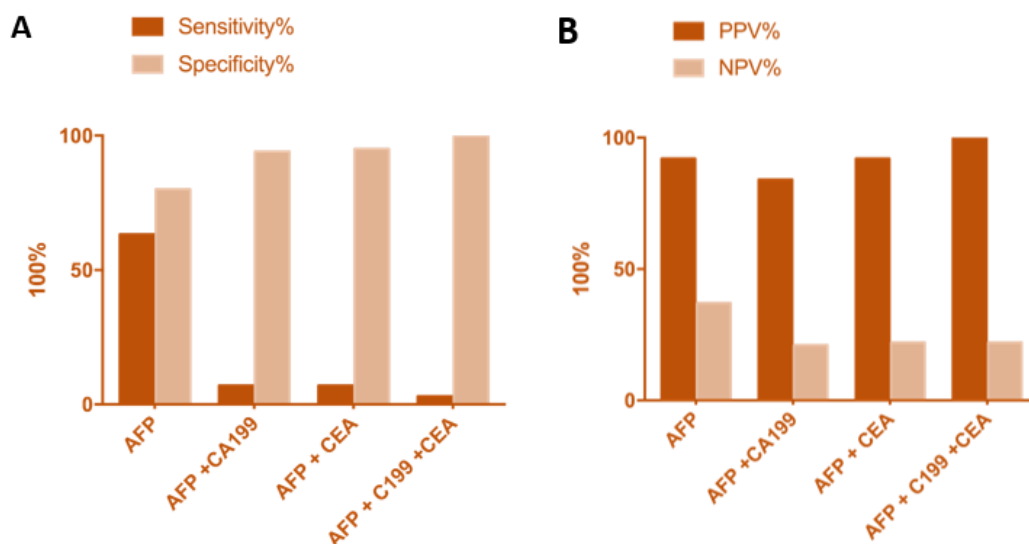 A
Sensitivity%
Specificity%
100%
100
50
0
AFP
AFP +CA199
AFP + CEA
AFP + C199 +CEA
B
PPV%
NPV%
100%
100
50
0
AFP
AFP +CA199
AFP + CEA
AFP + C199 +CEA